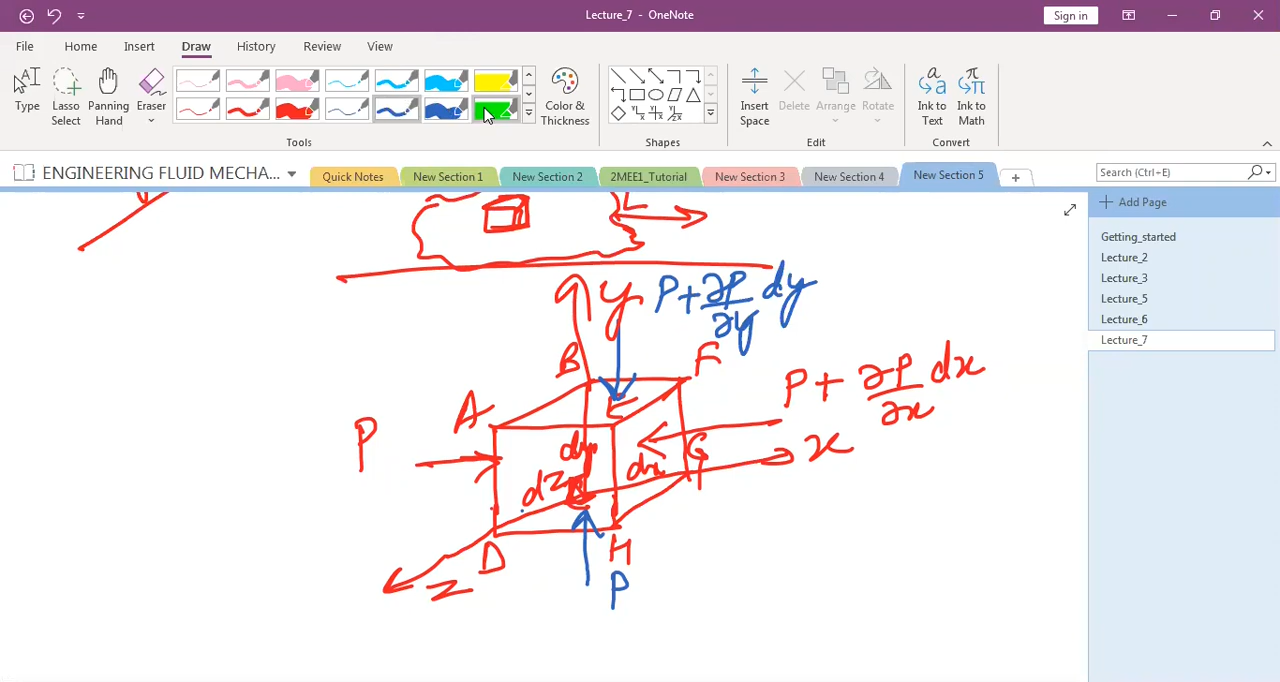 Lecture_7 - OneNote
Sign in
File Home Insert Draw History Review View
Type Lasso Select Panning Hand Eraser Color & Thickness Insert Space Delete Arrange Rotate Ink to Text Ink to Math
Tools Shapes Edit Convert
ENGINEERING FLUID MECHA... Quick Notes New Section 1 New Section 2 2MEE1_Tutorial New Section 3 New Section 4 New Section 5 Search (Ctrl+E)
Add Page
Getting_started
Lecture_2
Lecture_3
Lecture_5
Lecture_6
Lecture_7
y P+∂P/∂y dy
B F
P+ ∂P/∂x dx
A E
P
dy dx G x
dz
D H
z P